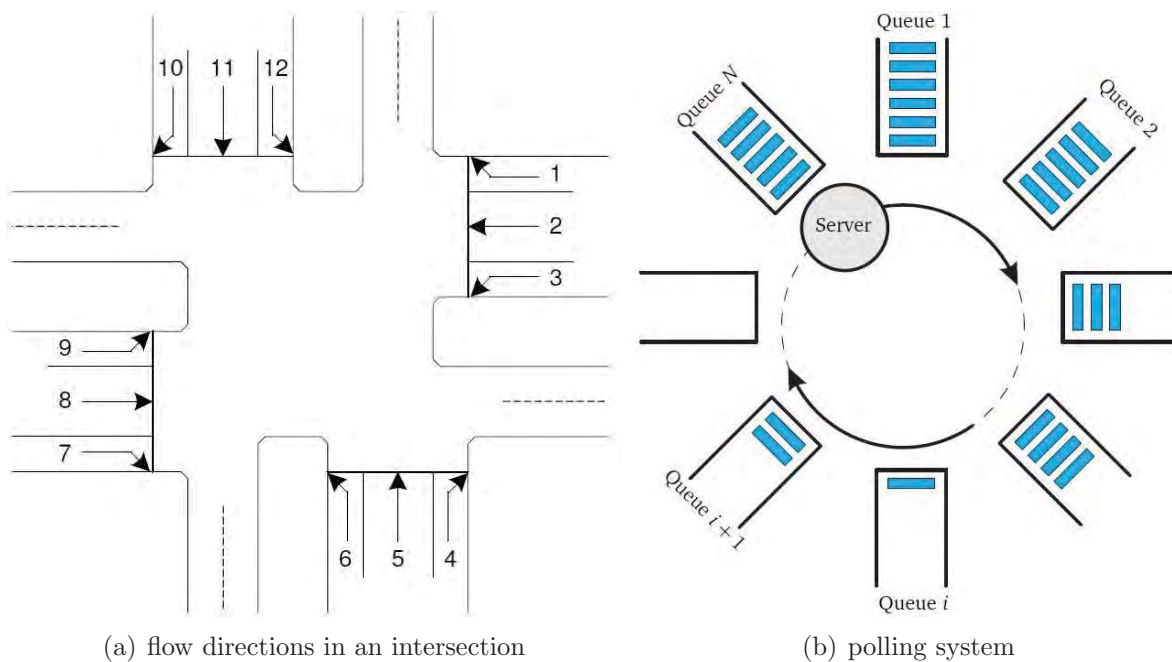 10 11 12
1
2
3
9
8
7
6 5 4
(a) flow directions in an intersection
Queue 1
Queue N
Queue 2
Server
Queue i + 1
Queue i
(b) polling system